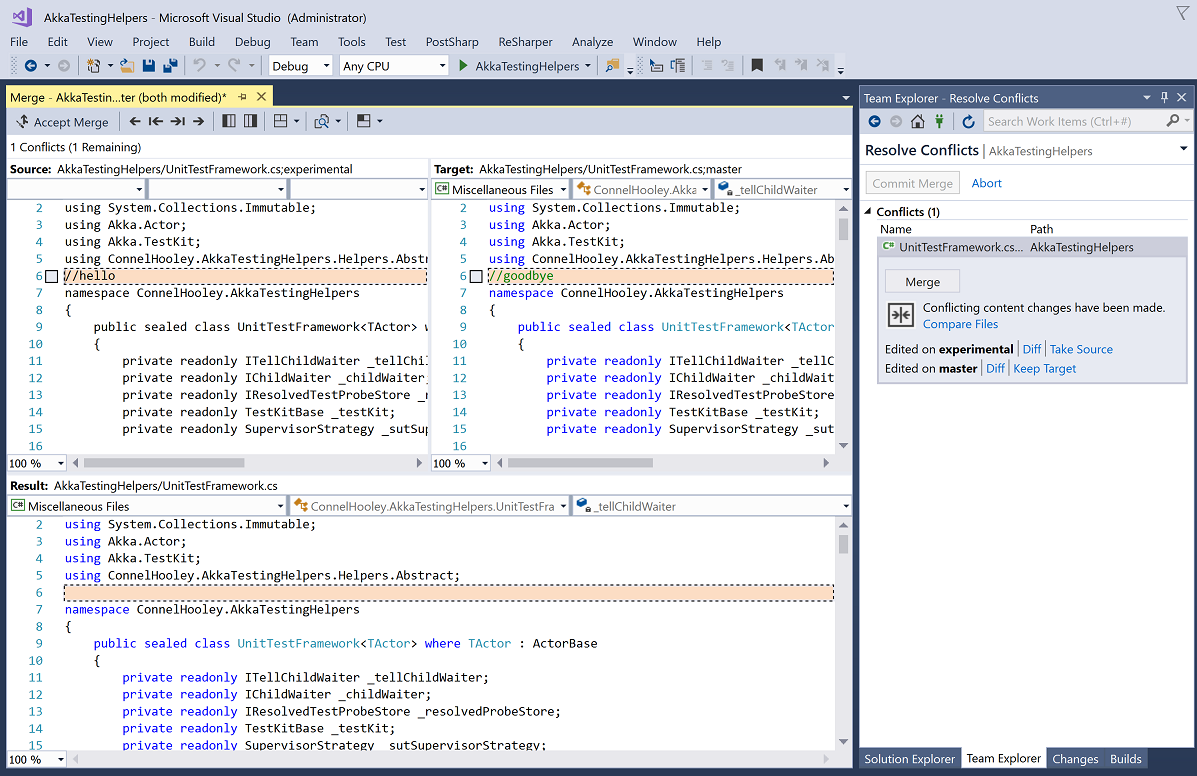 AkkaTestingHelpers - Microsoft Visual Studio (Administrator)
File Edit View Project Build Debug Team Tools Test PostSharp ReSharper Analyze Window Help
Debug Any CPU AkkaTestingHelpers
Merge - AkkaTestin...ter (both modified)*
Accept Merge
1 Conflicts (1 Remaining)
Source: AkkaTestingHelpers/UnitTestFramework.cs;experimental
2 using System.Collections.Immutable;
3 using Akka.Actor;
4 using Akka.TestKit;
5 using ConnelHooley.AkkaTestingHelpers.Helpers.Abstr
6 //hello
7 namespace ConnelHooley.AkkaTestingHelpers
8 {
9 public sealed class UnitTestFramework<TActor> w
10 {
11 private readonly ITellChildWaiter _tellChil
12 private readonly IChildWaiter _childWaiter;
13 private readonly IResolvedTestProbeStore _r
14 private readonly TestKitBase _testKit;
15 private readonly SupervisorStrategy _sutSup
16
100 %
Target: AkkaTestingHelpers/UnitTestFramework.cs;master
C# Miscellaneous Files ConnelHooley.Akka _tellChildWaiter
2 using System.Collections.Immutable;
3 using Akka.Actor;
4 using Akka.TestKit;
5 using ConnelHooley.AkkaTestingHelpers.Helpers.Ab
6 //goodbye
7 namespace ConnelHooley.AkkaTestingHelpers
8 {
9 public sealed class UnitTestFramework<TActor
10 {
11 private readonly ITellChildWaiter _tellC
12 private readonly IChildWaiter _childWait
13 private readonly IResolvedTestProbeStore
14 private readonly TestKitBase _testKit;
15 private readonly SupervisorStrategy _sut
16
100 %
Result: AkkaTestingHelpers/UnitTestFramework.cs
C# Miscellaneous Files ConnelHooley.AkkaTestingHelpers.UnitTestFra _tellChildWaiter
2 using System.Collections.Immutable;
3 using Akka.Actor;
4 using Akka.TestKit;
5 using ConnelHooley.AkkaTestingHelpers.Helpers.Abstract;
6
7 namespace ConnelHooley.AkkaTestingHelpers
8 {
9 public sealed class UnitTestFramework<TActor> where TActor : ActorBase
10 {
11 private readonly ITellChildWaiter _tellChildWaiter;
12 private readonly IChildWaiter _childWaiter;
13 private readonly IResolvedTestProbeStore _resolvedProbeStore;
14 private readonly TestKitBase _testKit;
15 private readonly SupervisorStrategy _sutSupervisorStrategy;
100 %
Team Explorer - Resolve Conflicts
Search Work Items (Ctrl+#)
Resolve Conflicts | AkkaTestingHelpers
Commit Merge Abort
Conflicts (1)
Name Path
C# UnitTestFramework.cs... AkkaTestingHelpers
Merge
Conflicting content changes have been made.
Compare Files
Edited on experimental | Diff | Take Source
Edited on master | Diff | Keep Target
Solution Explorer Team Explorer Changes Builds